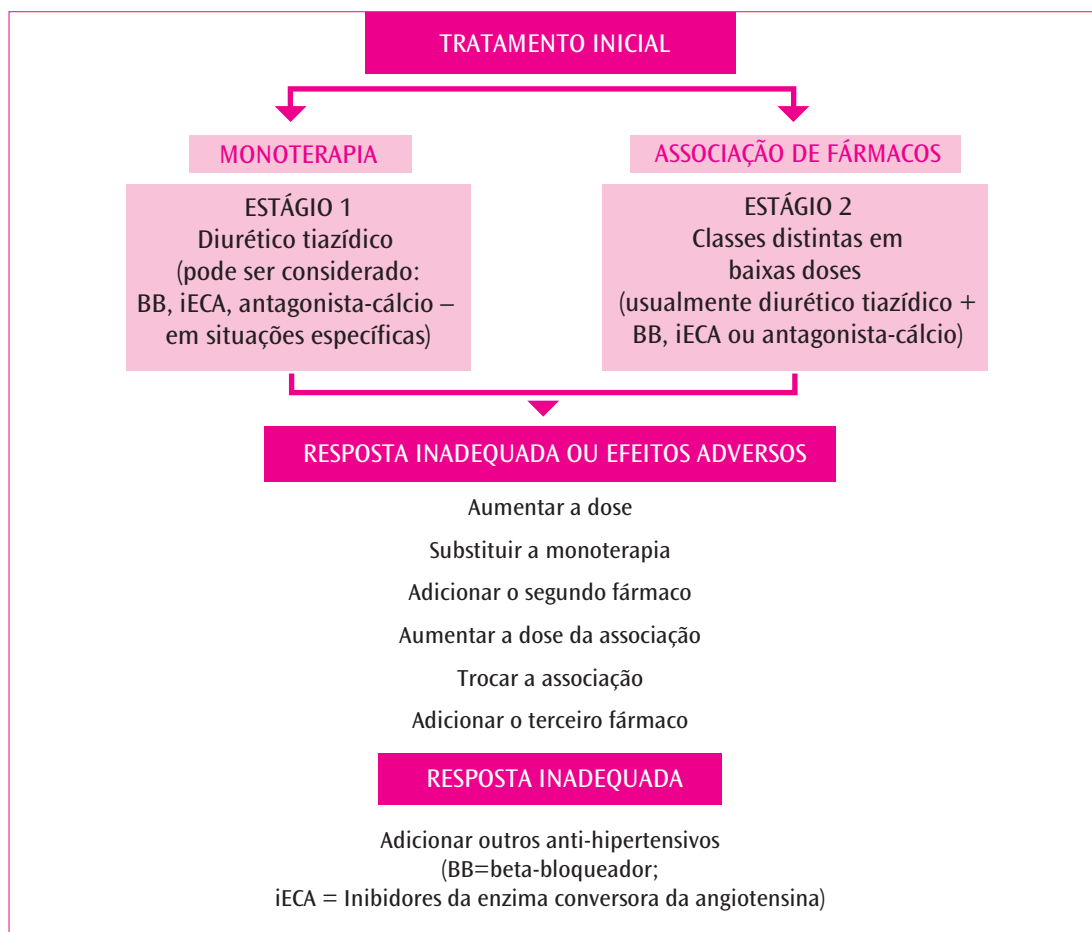 TRATAMENTO INICIAL
MONOTERAPIA
ESTÁGIO 1
Diurético tiazídico
(pode ser considerado:
BB, iECA, antagonista-cálcio –
em situações específicas)
ASSOCIAÇÃO DE FÁRMACOS
ESTÁGIO 2
Classes distintas em
baixas doses
(usualmente diurético tiazídico +
BB, iECA ou antagonista-cálcio)
RESPOSTA INADEQUADA OU EFEITOS ADVERSOS
Aumentar a dose
Substituir a monoterapia
Adicionar o segundo fármaco
Aumentar a dose da associação
Trocar a associação
Adicionar o terceiro fármaco
RESPOSTA INADEQUADA
Adicionar outros anti-hipertensivos
(BB=beta-bloqueador;
iECA = Inibidores da enzima conversora da angiotensina)